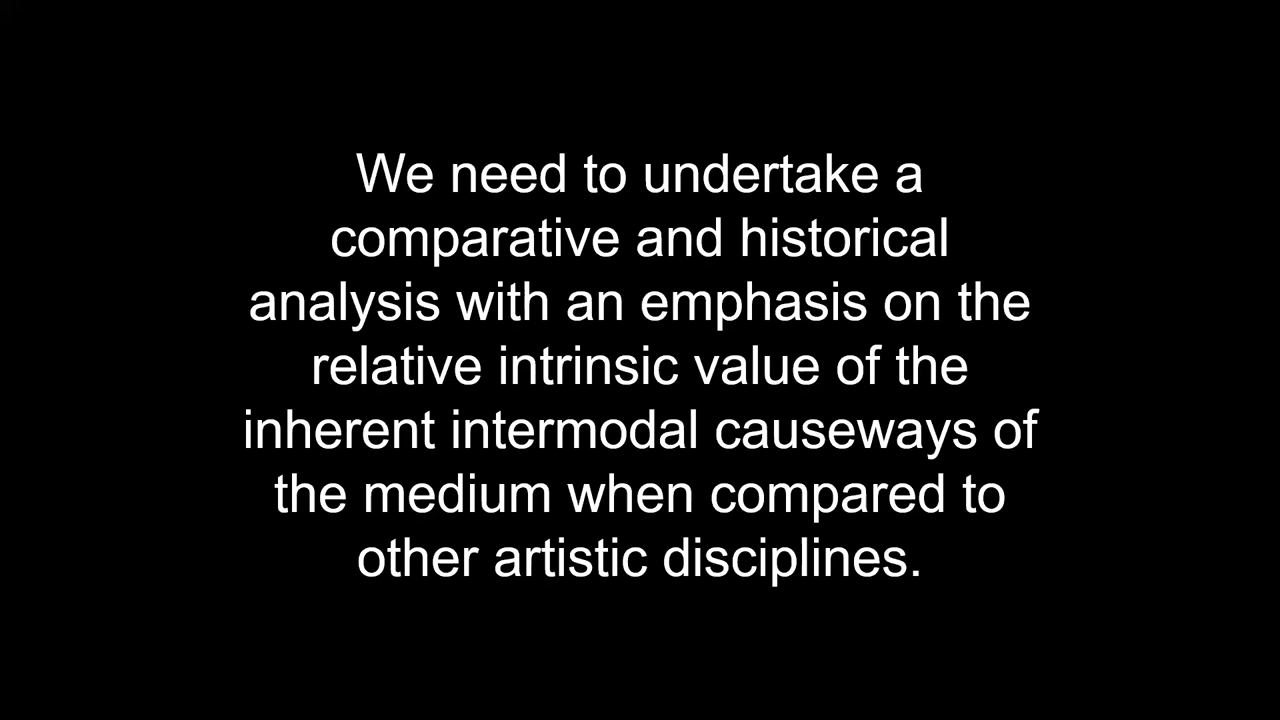 We need to undertake a
comparative and historical
analysis with an emphasis on the
relative intrinsic value of the
inherent intermodal causeways of
the medium when compared to
other artistic disciplines.